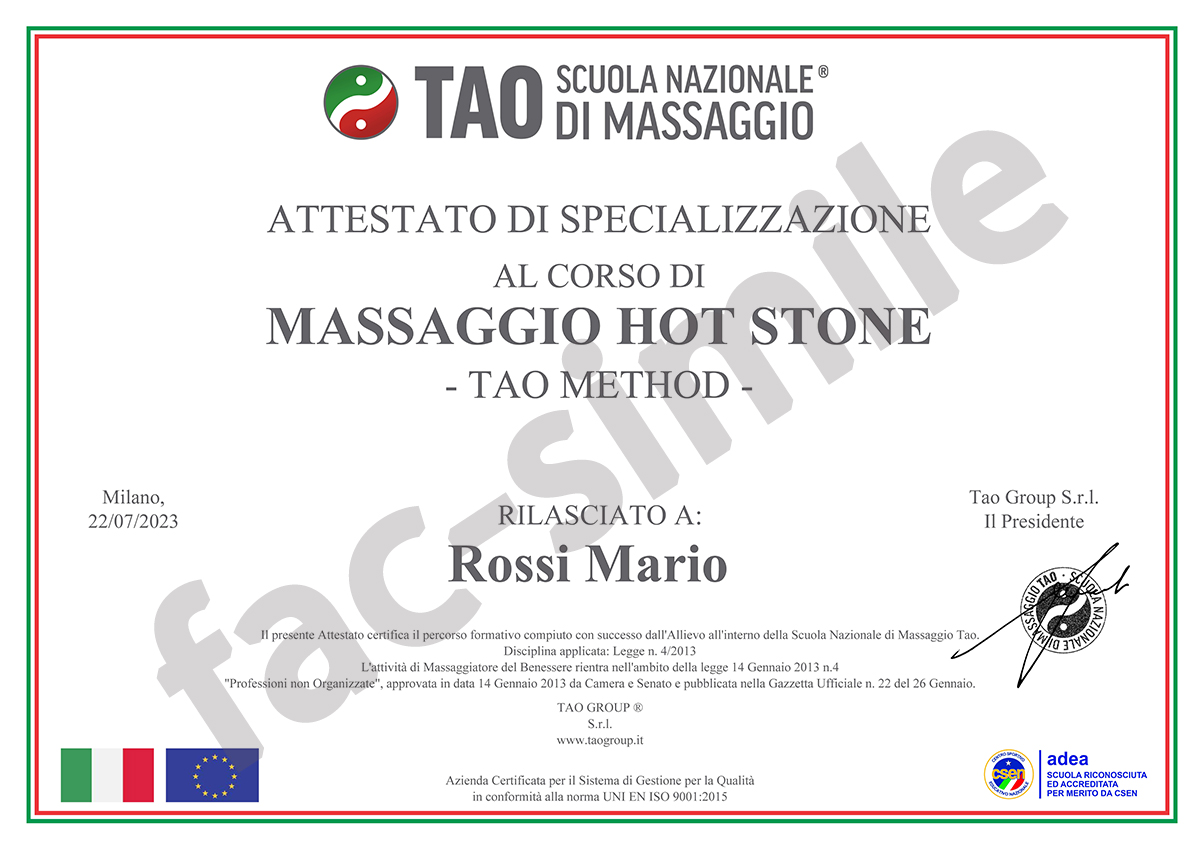 TAO SCUOLA NAZIONALE®
DI MASSAGGIO
ATTESTATO DI SPECIALIZZAZIONE
AL CORSO DI
MASSAGGIO HOT STONE
- TAO METHOD -
fac-simile
Milano,
22/07/2023
RILASCIATO A:
Rossi Mario
Tao Group S.r.l.
Il Presidente
SCUOLA NAZIONALE DI MASSAGGIO TAO ·
Il presente Attestato certifica il percorso formativo compiuto con successo dall'Allievo all'interno della Scuola Nazionale di Massaggio Tao.
Disciplina applicata: Legge n. 4/2013
L'attività di Massaggiatore del Benessere rientra nell'ambito della legge 14 Gennaio 2013 n.4
"Professioni non Organizzate", approvata in data 14 Gennaio 2013 da Camera e Senato e pubblicata nella Gazzetta Ufficiale n. 22 del 26 Gennaio.
TAO GROUP ®
S.r.l.
www.taogroup.it
Azienda Certificata per il Sistema di Gestione per la Qualità
in conformità alla norma UNI EN ISO 9001:2015
CENTRO SPORTIVO
csen
EDUCATIVO NAZIONALE
adea
SCUOLA RICONOSCIUTA
ED ACCREDITATA
PER MERITO DA CSEN